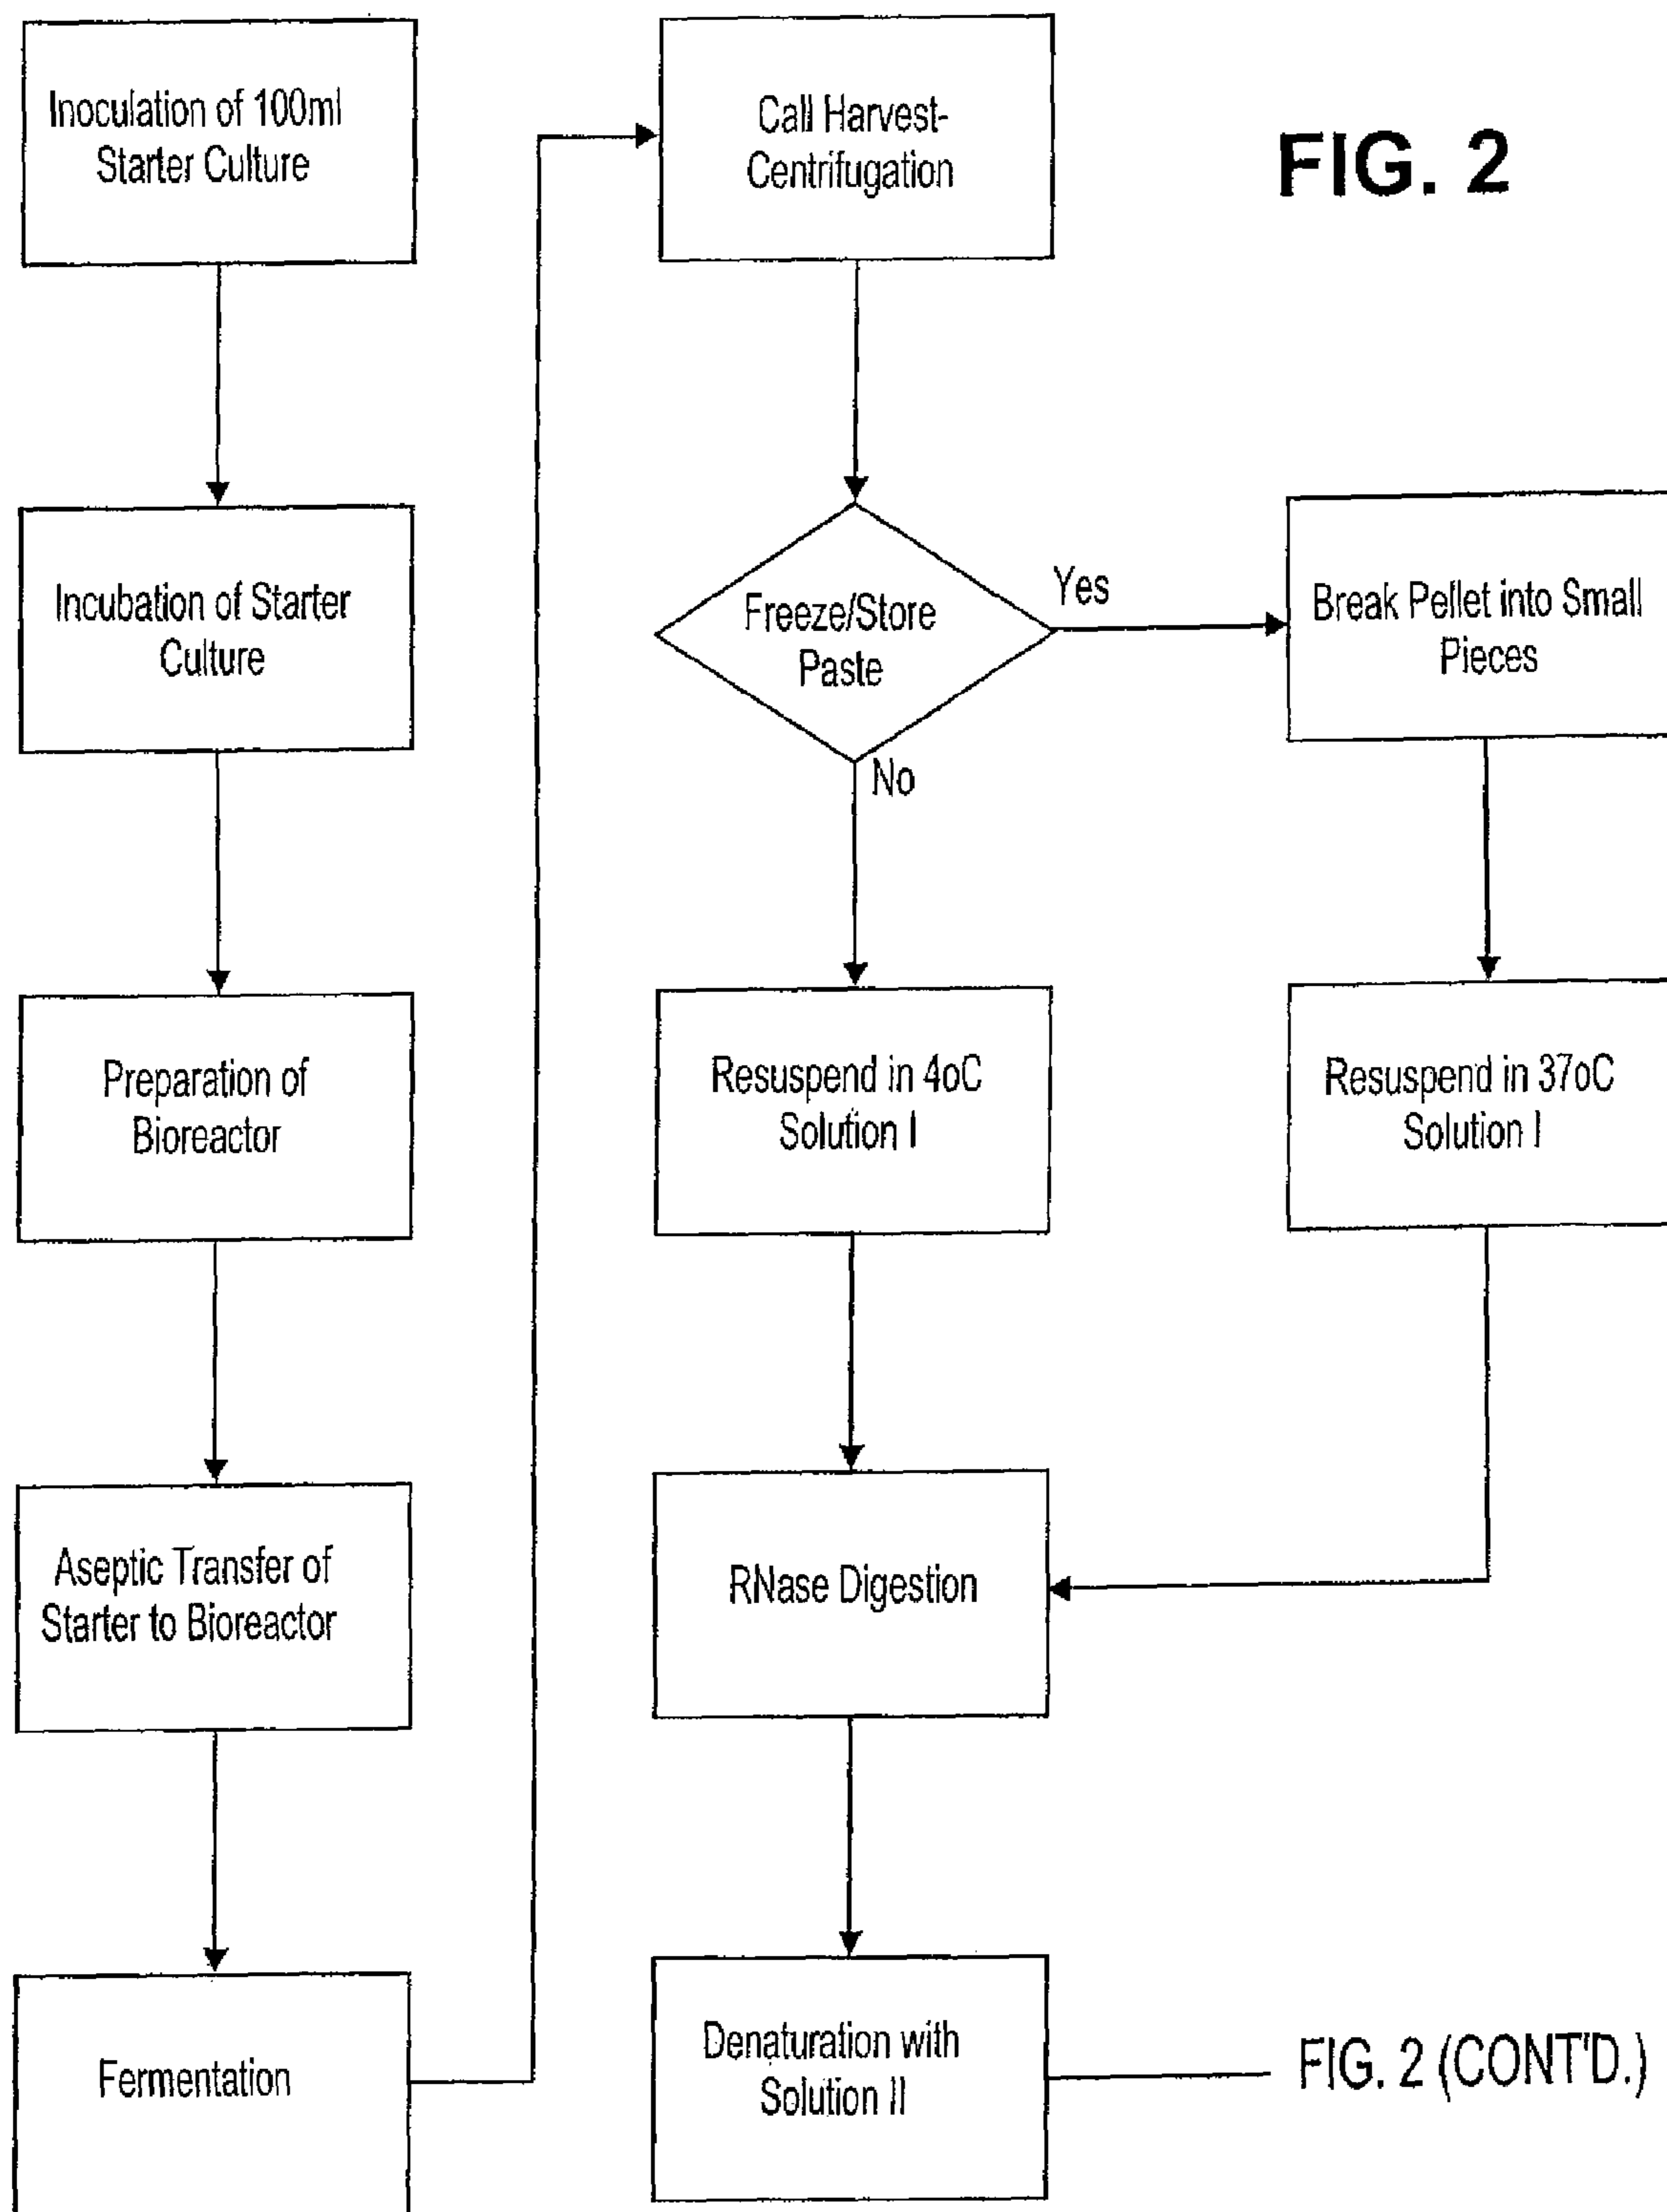 Inoculation of 100ml
Starter Culture
Incubation of Starter
Culture
Preparation of
Bioreactor
Aseptic Transfer of
Starter to Bioreactor
Fermentation
Call Harvest-
Centrifugation
FIG. 2
Freeze/Store
Paste
Yes
No
Break Pellet into Small
Pieces
Resuspend in 4oC
Solution I
Resuspend in 37oC
Solution I
RNase Digestion
Denaturation with
Solution II
FIG. 2 (CONT'D.)